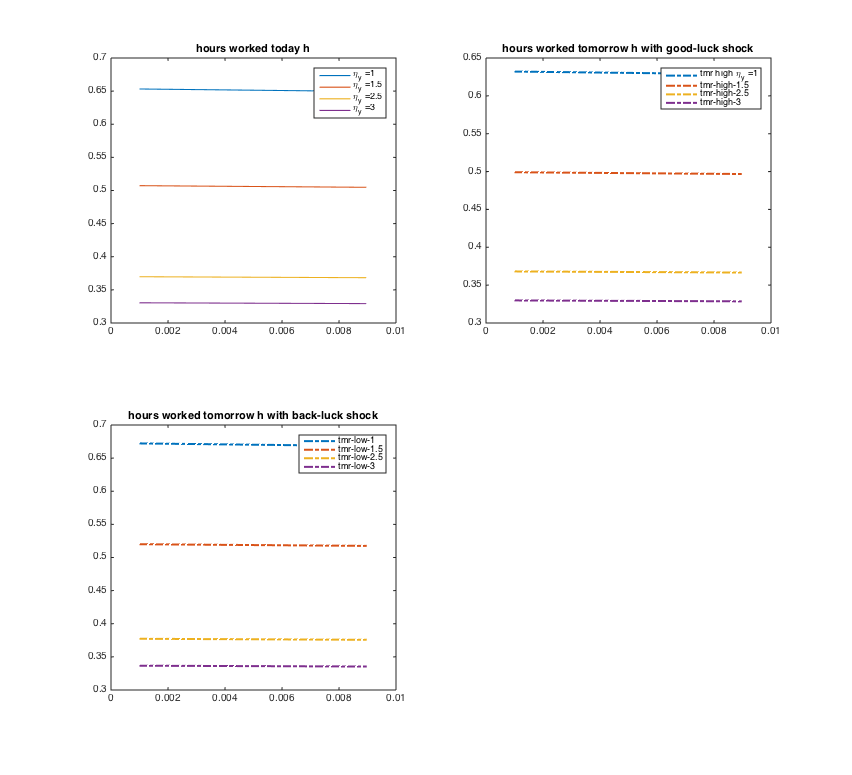 hours worked today h
0.7
0.65
0.6
0.55
0.5
0.45
0.4
0.35
0.3
0 0.002 0.004 0.006 0.008 0.01
η_y =1
η_y =1.5
η_y =2.5
η_y =3
hours worked tomorrow h with good-luck shock
0.65
0.6
0.55
0.5
0.45
0.4
0.35
0.3
0 0.002 0.004 0.006 0.008 0.01
tmr high η_y =1
tmr-high-1.5
tmr-high-2.5
tmr-high-3
hours worked tomorrow h with back-luck shock
0.7
0.65
0.6
0.55
0.5
0.45
0.4
0.35
0.3
0 0.002 0.004 0.006 0.008 0.01
tmr-low-1
tmr-low-1.5
tmr-low-2.5
tmr-low-3